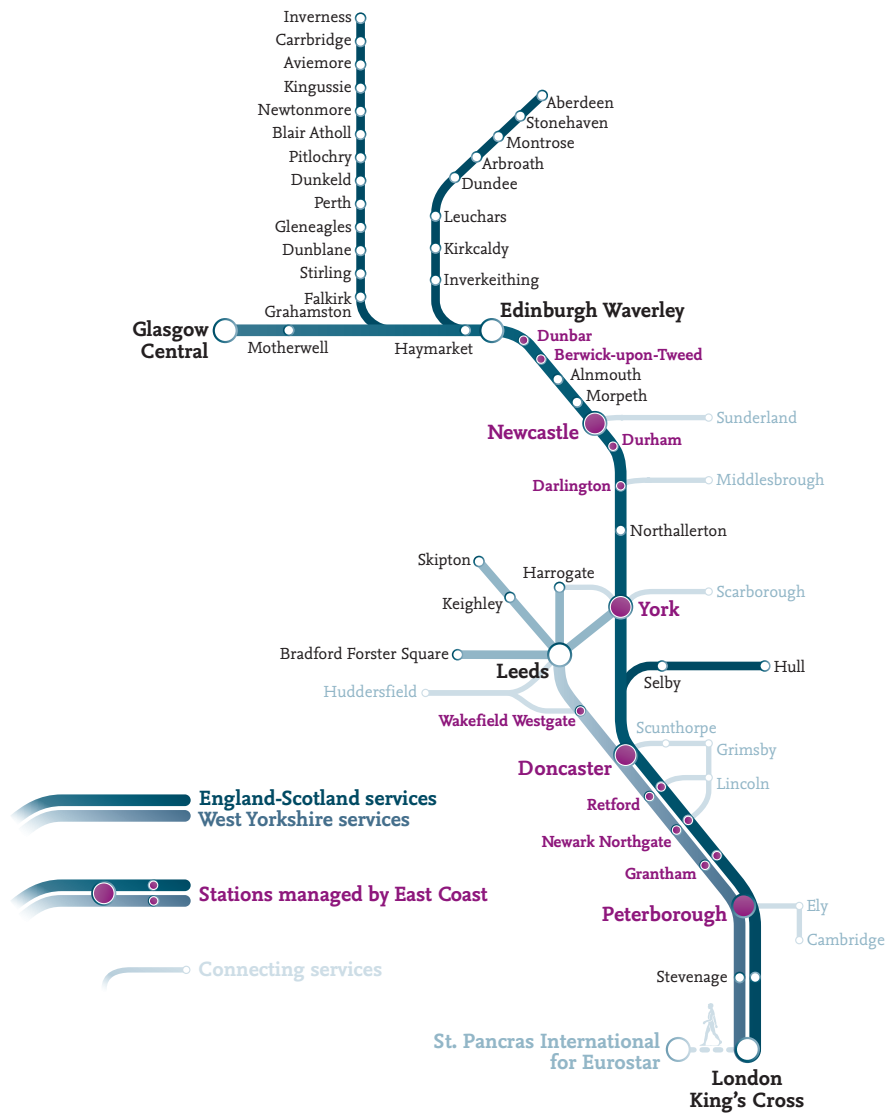 Inverness
Carrbridge
Aviemore
Kingussie
Newtonmore
Blair Atholl
Pitlochry
Dunkeld
Perth
Gleneagles
Dunblane
Stirling
Falkirk
Grahamston
Aberdeen
Stonehaven
Montrose
Arbroath
Dundee
Leuchars
Kirkcaldy
Inverkeithing
Edinburgh Waverley
Glasgow
Central
Motherwell
Haymarket
Dunbar
Berwick-upon-Tweed
Alnmouth
Morpeth
Newcastle
Sunderland
Durham
Darlington
Middlesbrough
Northallerton
Skipton
Harrogate
Keighley
Scarborough
York
Bradford Forster Square
Leeds
Selby
Hull
Huddersfield
Wakefield Westgate
Scunthorpe
Grimsby
Doncaster
Lincoln
Retford
Newark Northgate
Grantham
Peterborough
Ely
Cambridge
Stevenage
St. Pancras International
for Eurostar
London
King's Cross
England-Scotland services
West Yorkshire services
Stations managed by East Coast
Connecting services